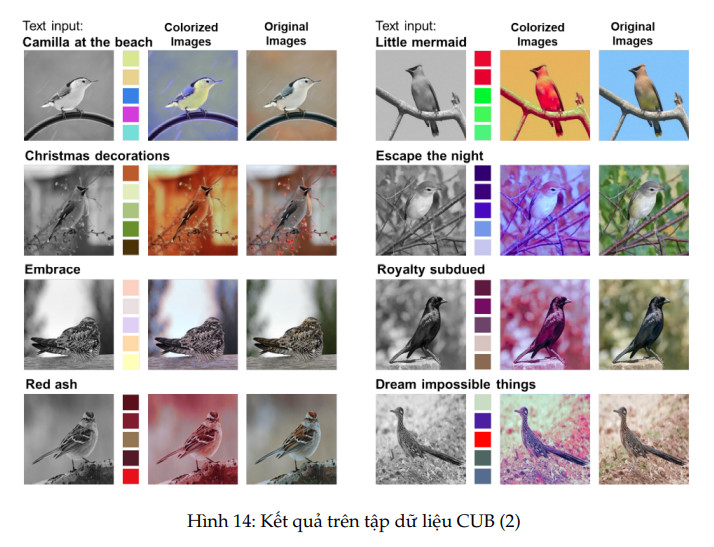 Text input:
Camilla at the beach
Colorized
Images
Original
Images
Christmas decorations
Embrace
Red ash
Text input:
Little mermaid
Colorized
Images
Original
Images
Escape the night
Royalty subdued
Dream impossible things
Hình 14: Kết quả trên tập dữ liệu CUB (2)